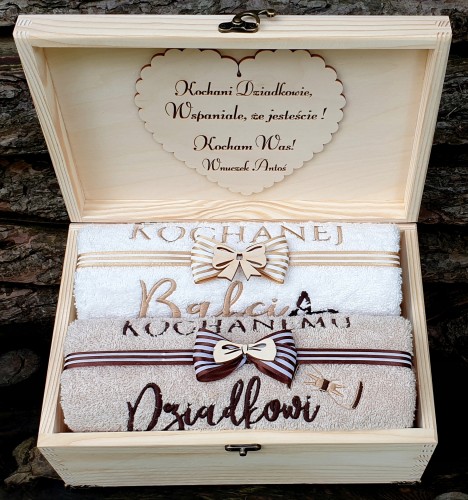 Kochani Dziadkowie,
Wspaniale, że jesteście !
Kocham Was!
Wnuczek Antoś
KOCHANEJ
Babci
KOCHANEMU
Dziadkowi